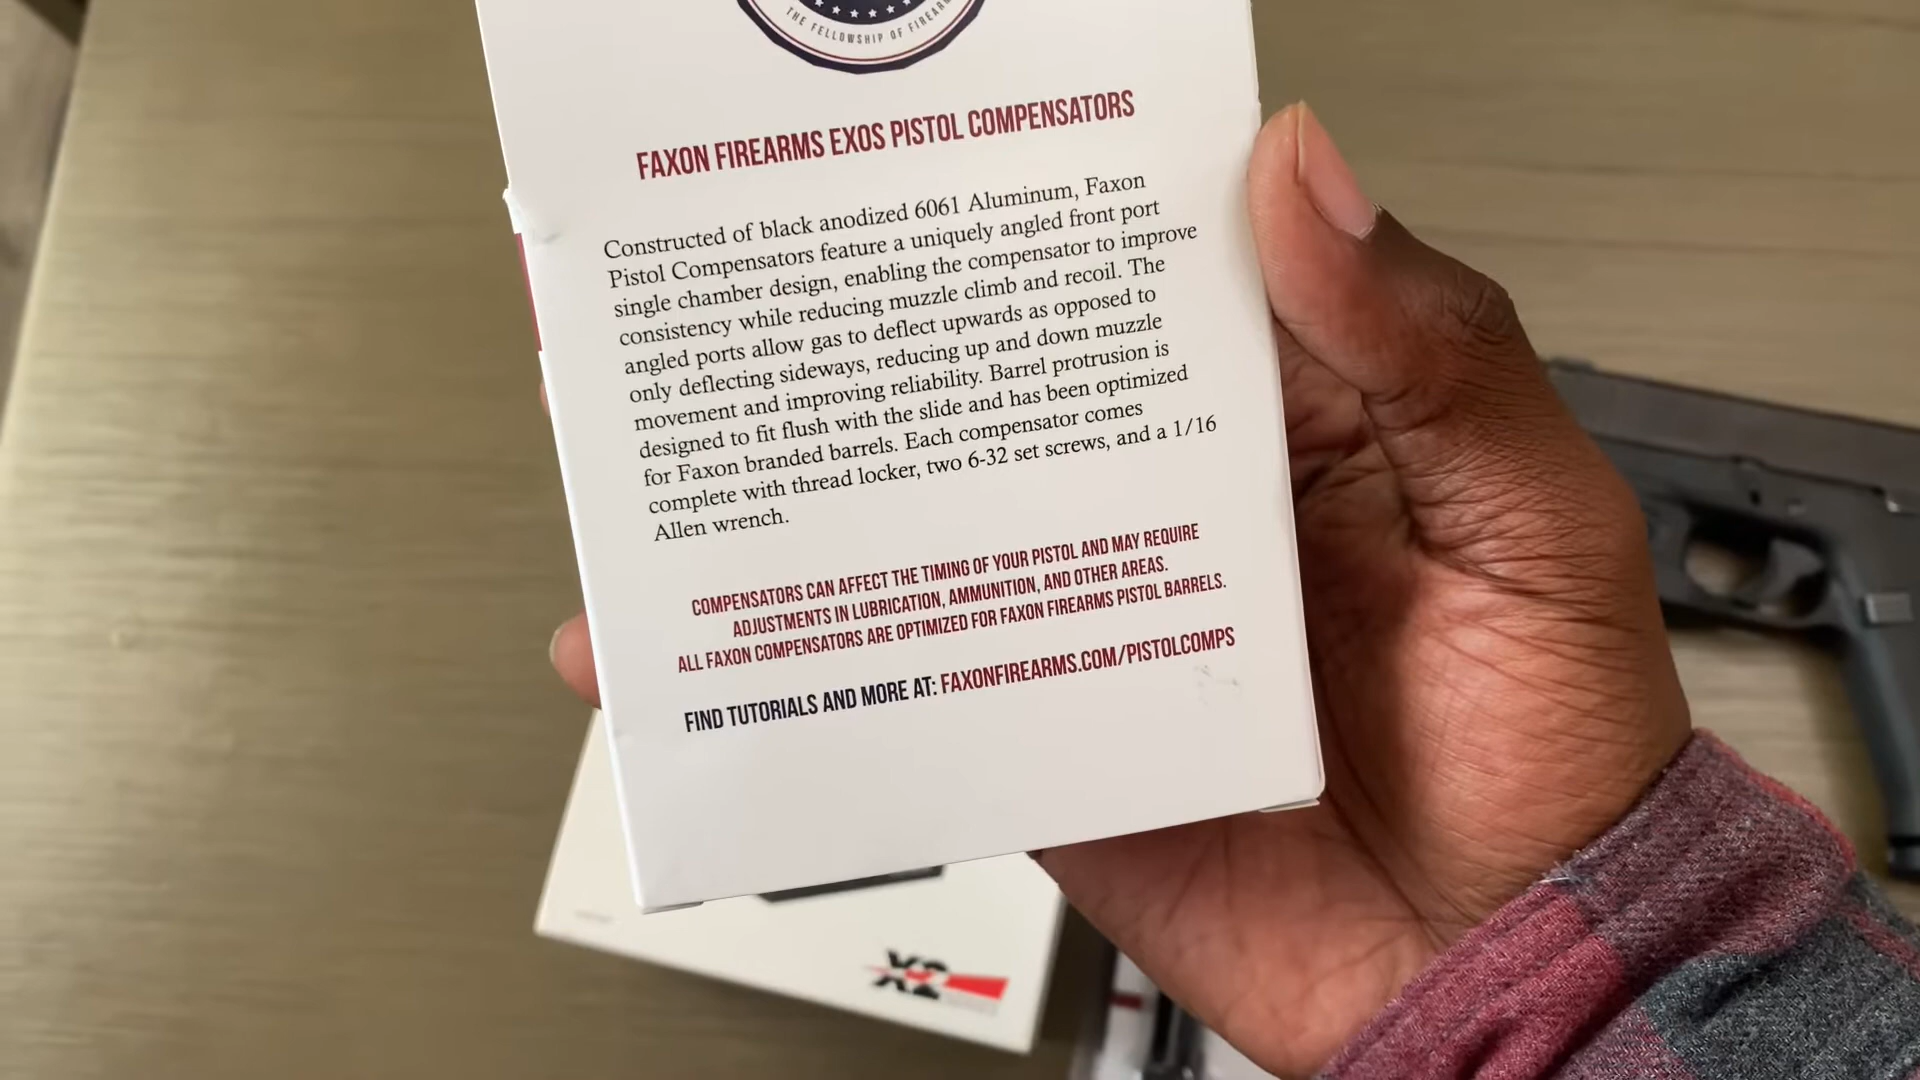 THE FELLOWSHIP OF FIREARM
FAXON FIREARMS EXOS PISTOL COMPENSATORS
Constructed of black anodized 6061 Aluminum, Faxon
Pistol Compensators feature a uniquely angled front port
single chamber design, enabling the compensator to improve
consistency while reducing muzzle climb and recoil. The
angled ports allow gas to deflect upwards as opposed to
only deflecting sideways, reducing up and down muzzle
movement and improving reliability. Barrel protrusion is
designed to fit flush with the slide and has been optimized
for Faxon branded barrels. Each compensator comes
complete with thread locker, two 6-32 set screws, and a 1/16
Allen wrench.
COMPENSATORS CAN AFFECT THE TIMING OF YOUR PISTOL AND MAY REQUIRE
ADJUSTMENTS IN LUBRICATION, AMMUNITION, AND OTHER AREAS.
ALL FAXON COMPENSATORS ARE OPTIMIZED FOR FAXON FIREARMS PISTOL BARRELS.
FIND TUTORIALS AND MORE AT: FAXONFIREARMS.COM/PISTOLCOMPS